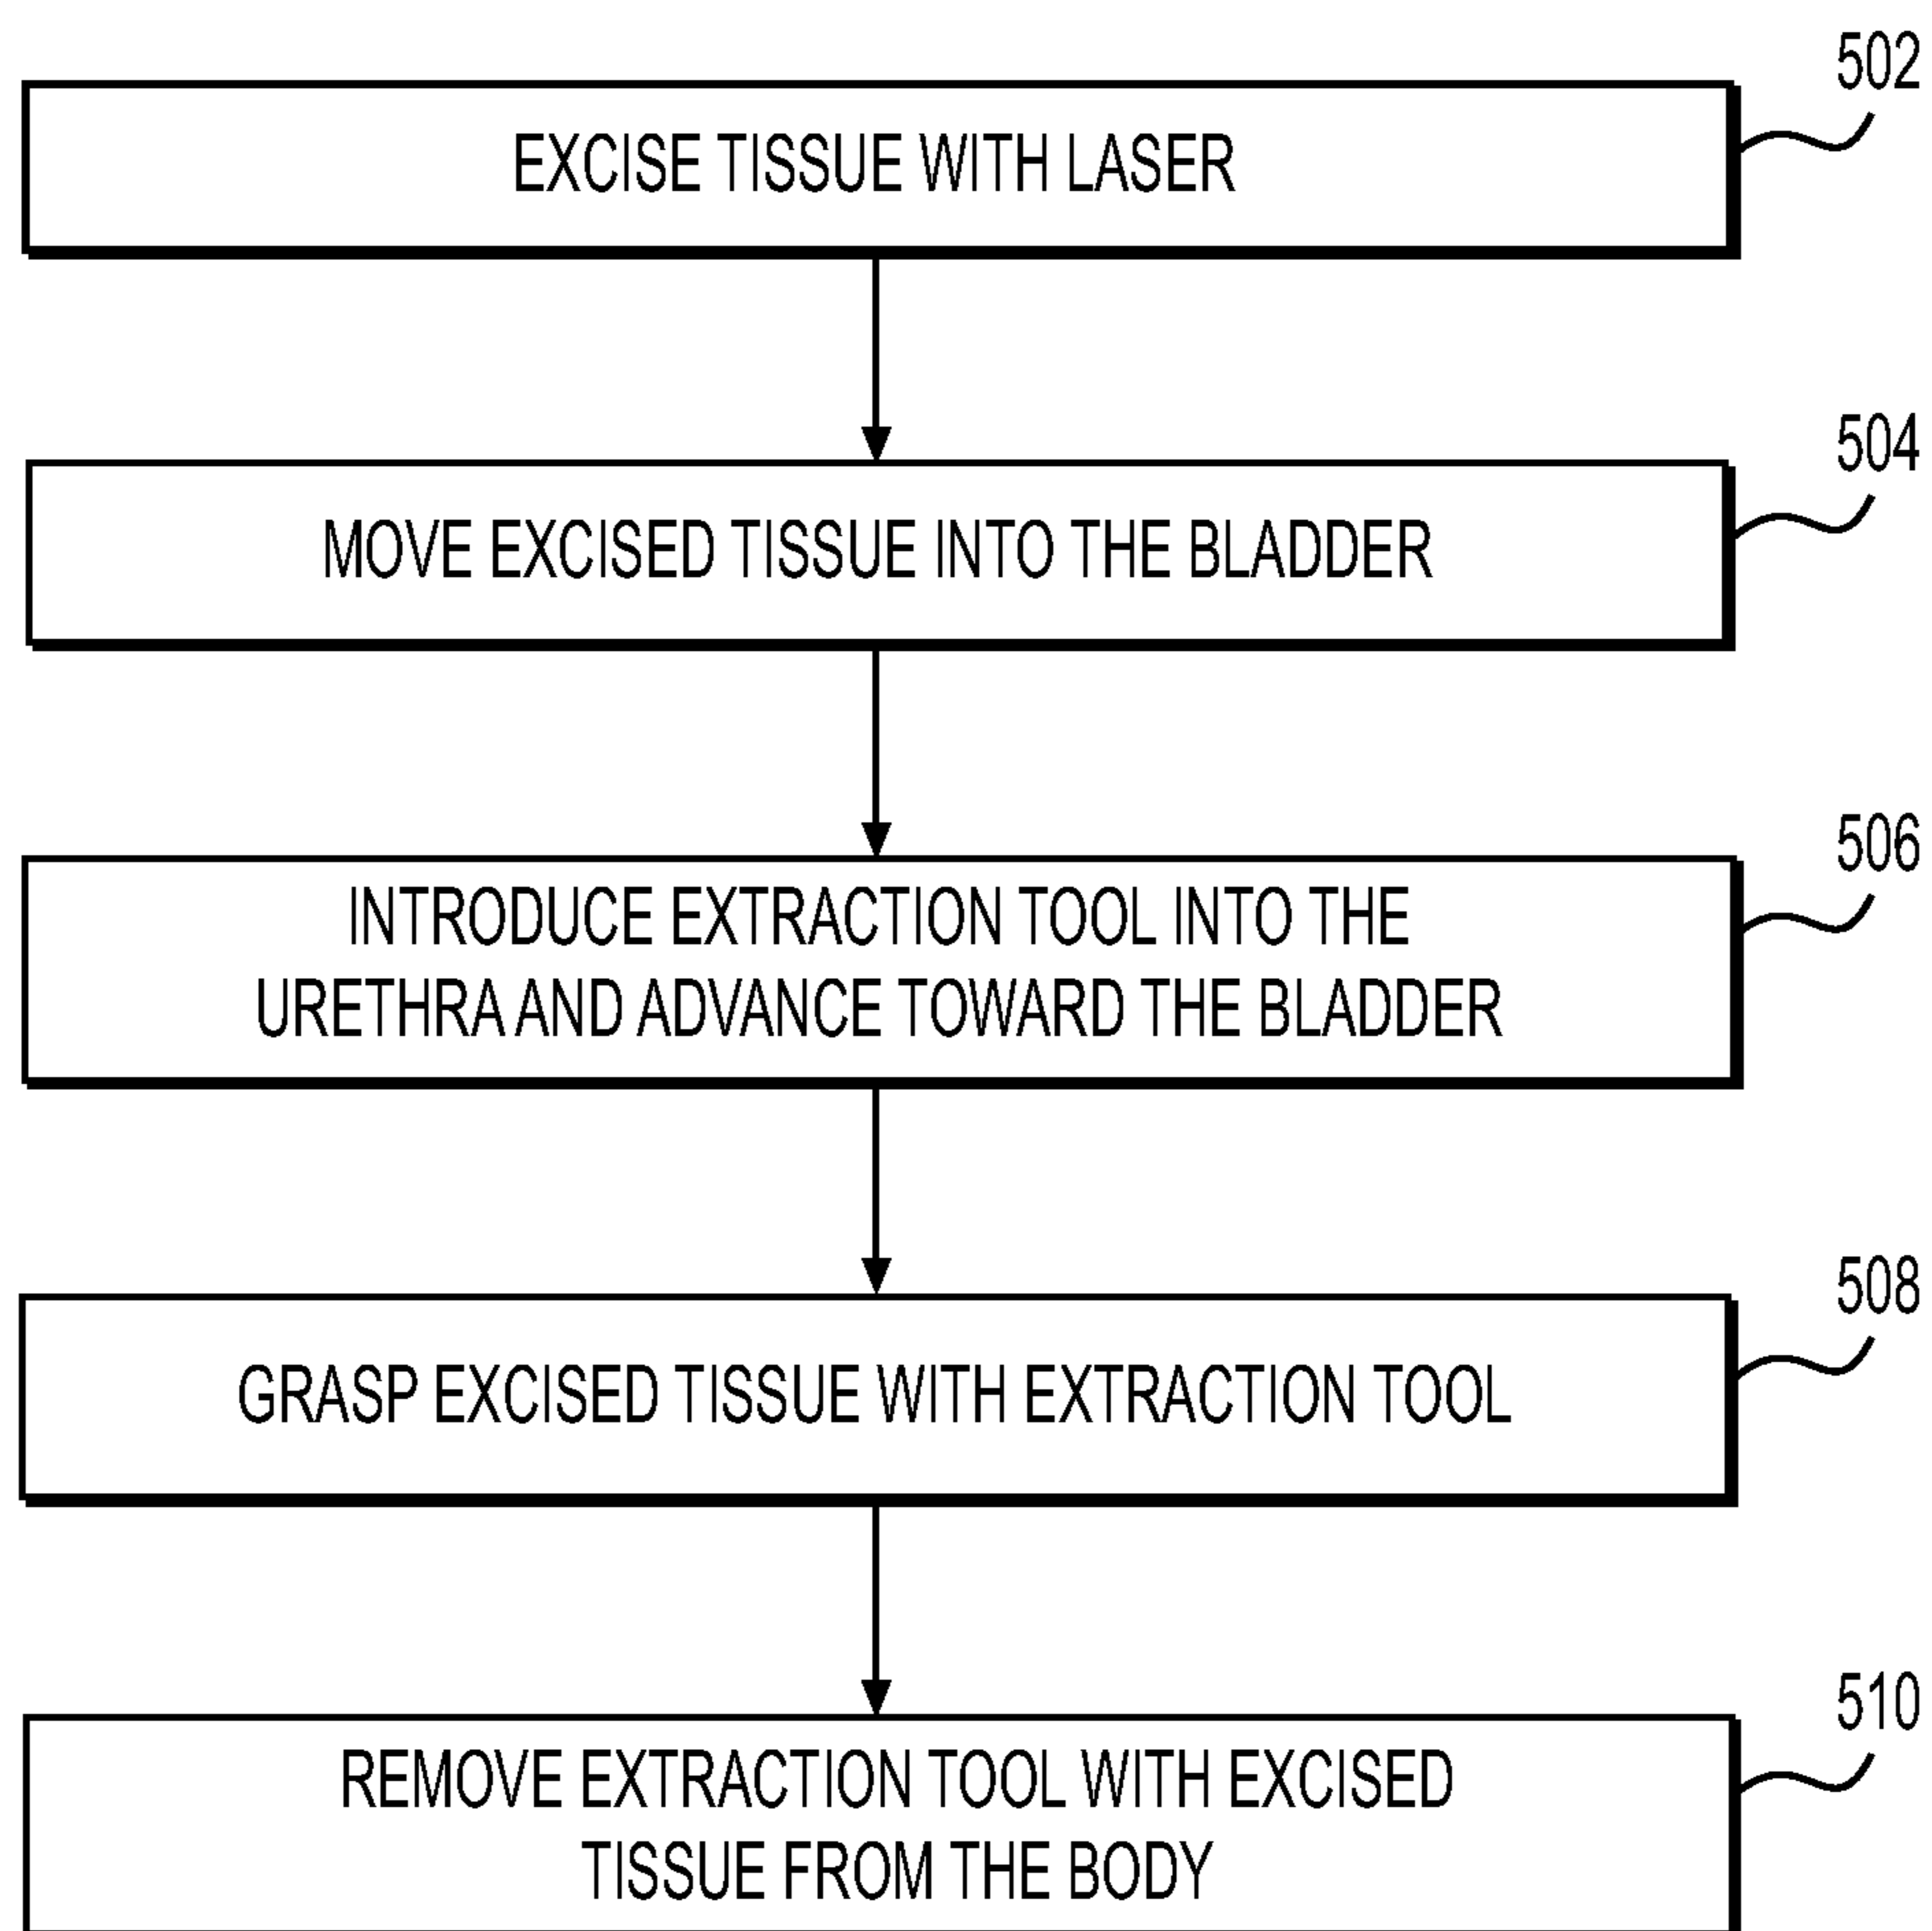 502
EXCISE TISSUE WITH LASER
504
MOVE EXCISED TISSUE INTO THE BLADDER
506
INTRODUCE EXTRACTION TOOL INTO THE
URETHRA AND ADVANCE TOWARD THE BLADDER
508
GRASP EXCISED TISSUE WITH EXTRACTION TOOL
510
REMOVE EXTRACTION TOOL WITH EXCISED
TISSUE FROM THE BODY